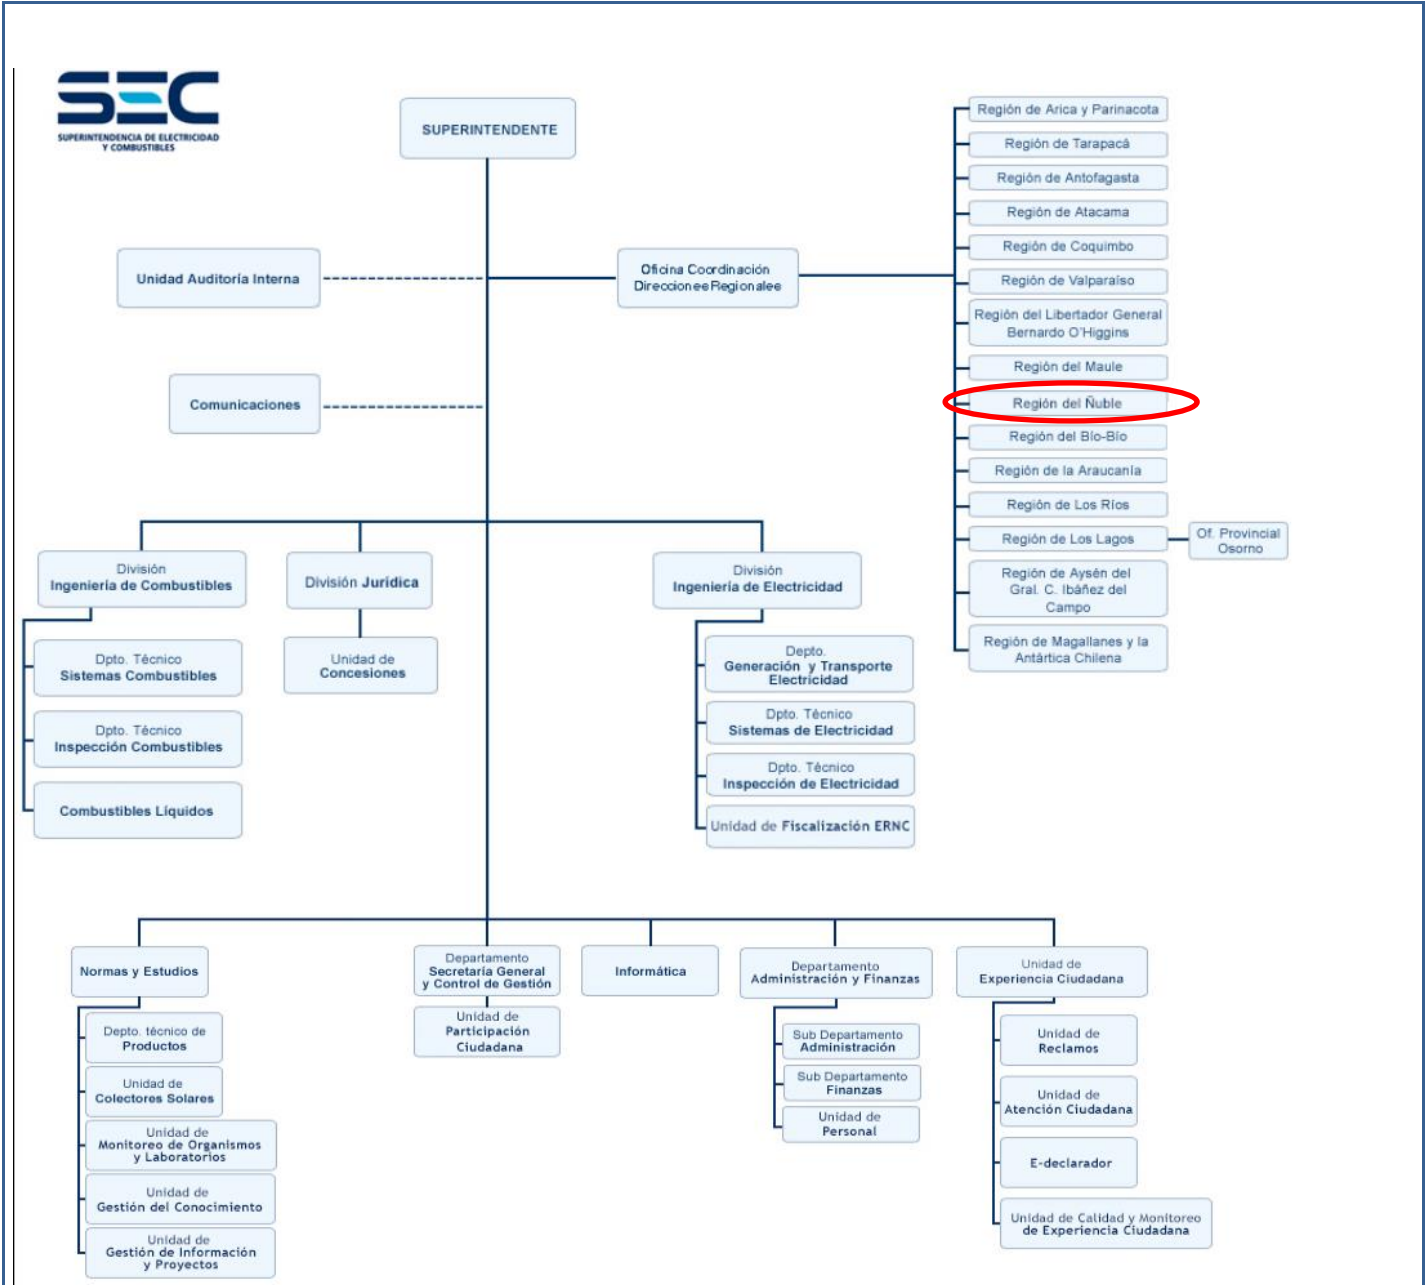 SEC
SUPERINTENDENCIA DE ELECTRICIDAD
Y COMBUSTIBLES
SUPERINTENDENTE
Unidad Auditoría Interna
Comunicaciones
Oficina Coordinación
Direccionee Regionalee
Región de Arica y Parinacota
Región de Tarapacá
Región de Antofagasta
Región de Atacama
Región de Coquimbo
Región de Valparaíso
Región del Libertador General
Bernardo O'Higgins
Región del Maule
Región del Ñuble
Región del Bío-Bío
Región de la Araucanía
Región de Los Ríos
Región de Los Lagos
Of. Provincial
Osorno
Región de Aysén del
Gral. C. Ibáñez del
Campo
Región de Magallanes y la
Antártica Chilena
División
Ingeniería de Combustibles
Dpto. Técnico
Sistemas Combustibles
Dpto. Técnico
Inspección Combustibles
Combustibles Líquidos
División Jurídica
Unidad de
Concesiones
División
Ingeniería de Electricidad
Depto.
Generación y Transporte
Electricidad
Dpto. Técnico
Sistemas de Electricidad
Dpto. Técnico
Inspección de Electricidad
Unidad de Fiscalización ERNC
Normas y Estudios
Depto. técnico de
Productos
Unidad de
Colectores Solares
Unidad de
Monitoreo de Organismos
y Laboratorios
Unidad de
Gestión del Conocimiento
Unidad de
Gestión de Información
y Proyectos
Departamento
Secretaría General
y Control de Gestión
Unidad de
Participación
Ciudadana
Informática
Departamento
Administración y Finanzas
Sub Departamento
Administración
Sub Departamento
Finanzas
Unidad de
Personal
Unidad de
Experiencia Ciudadana
Unidad de
Reclamos
Unidad de
Atención Ciudadana
E-declarador
Unidad de Calidad y Monitoreo
de Experiencia Ciudadana